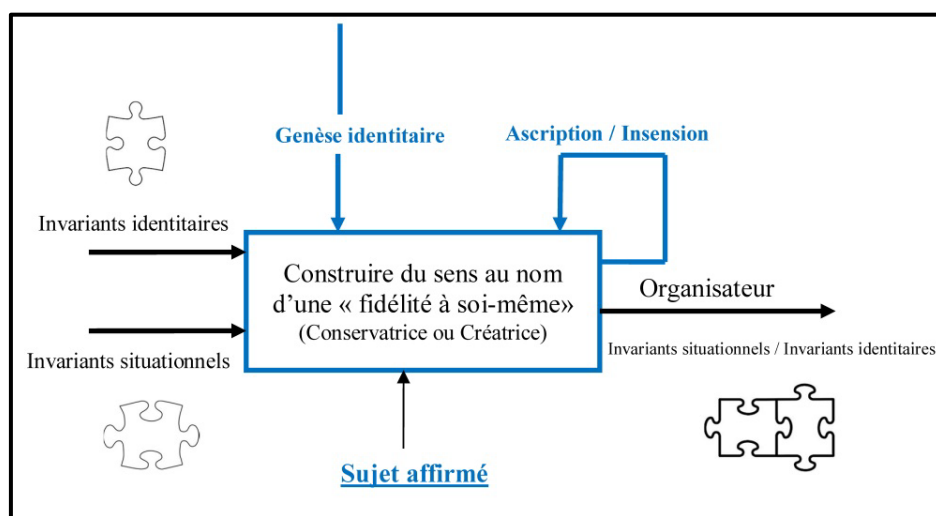 Genèse identitaire
Ascription / Insension
Invariants identitaires
Construire du sens au nom
d’une « fidélité à soi-même»
(Conservatrice ou Créatrice)
Organisateur
Invariants situationnels
Invariants situationnels / Invariants identitaires
Sujet affirmé